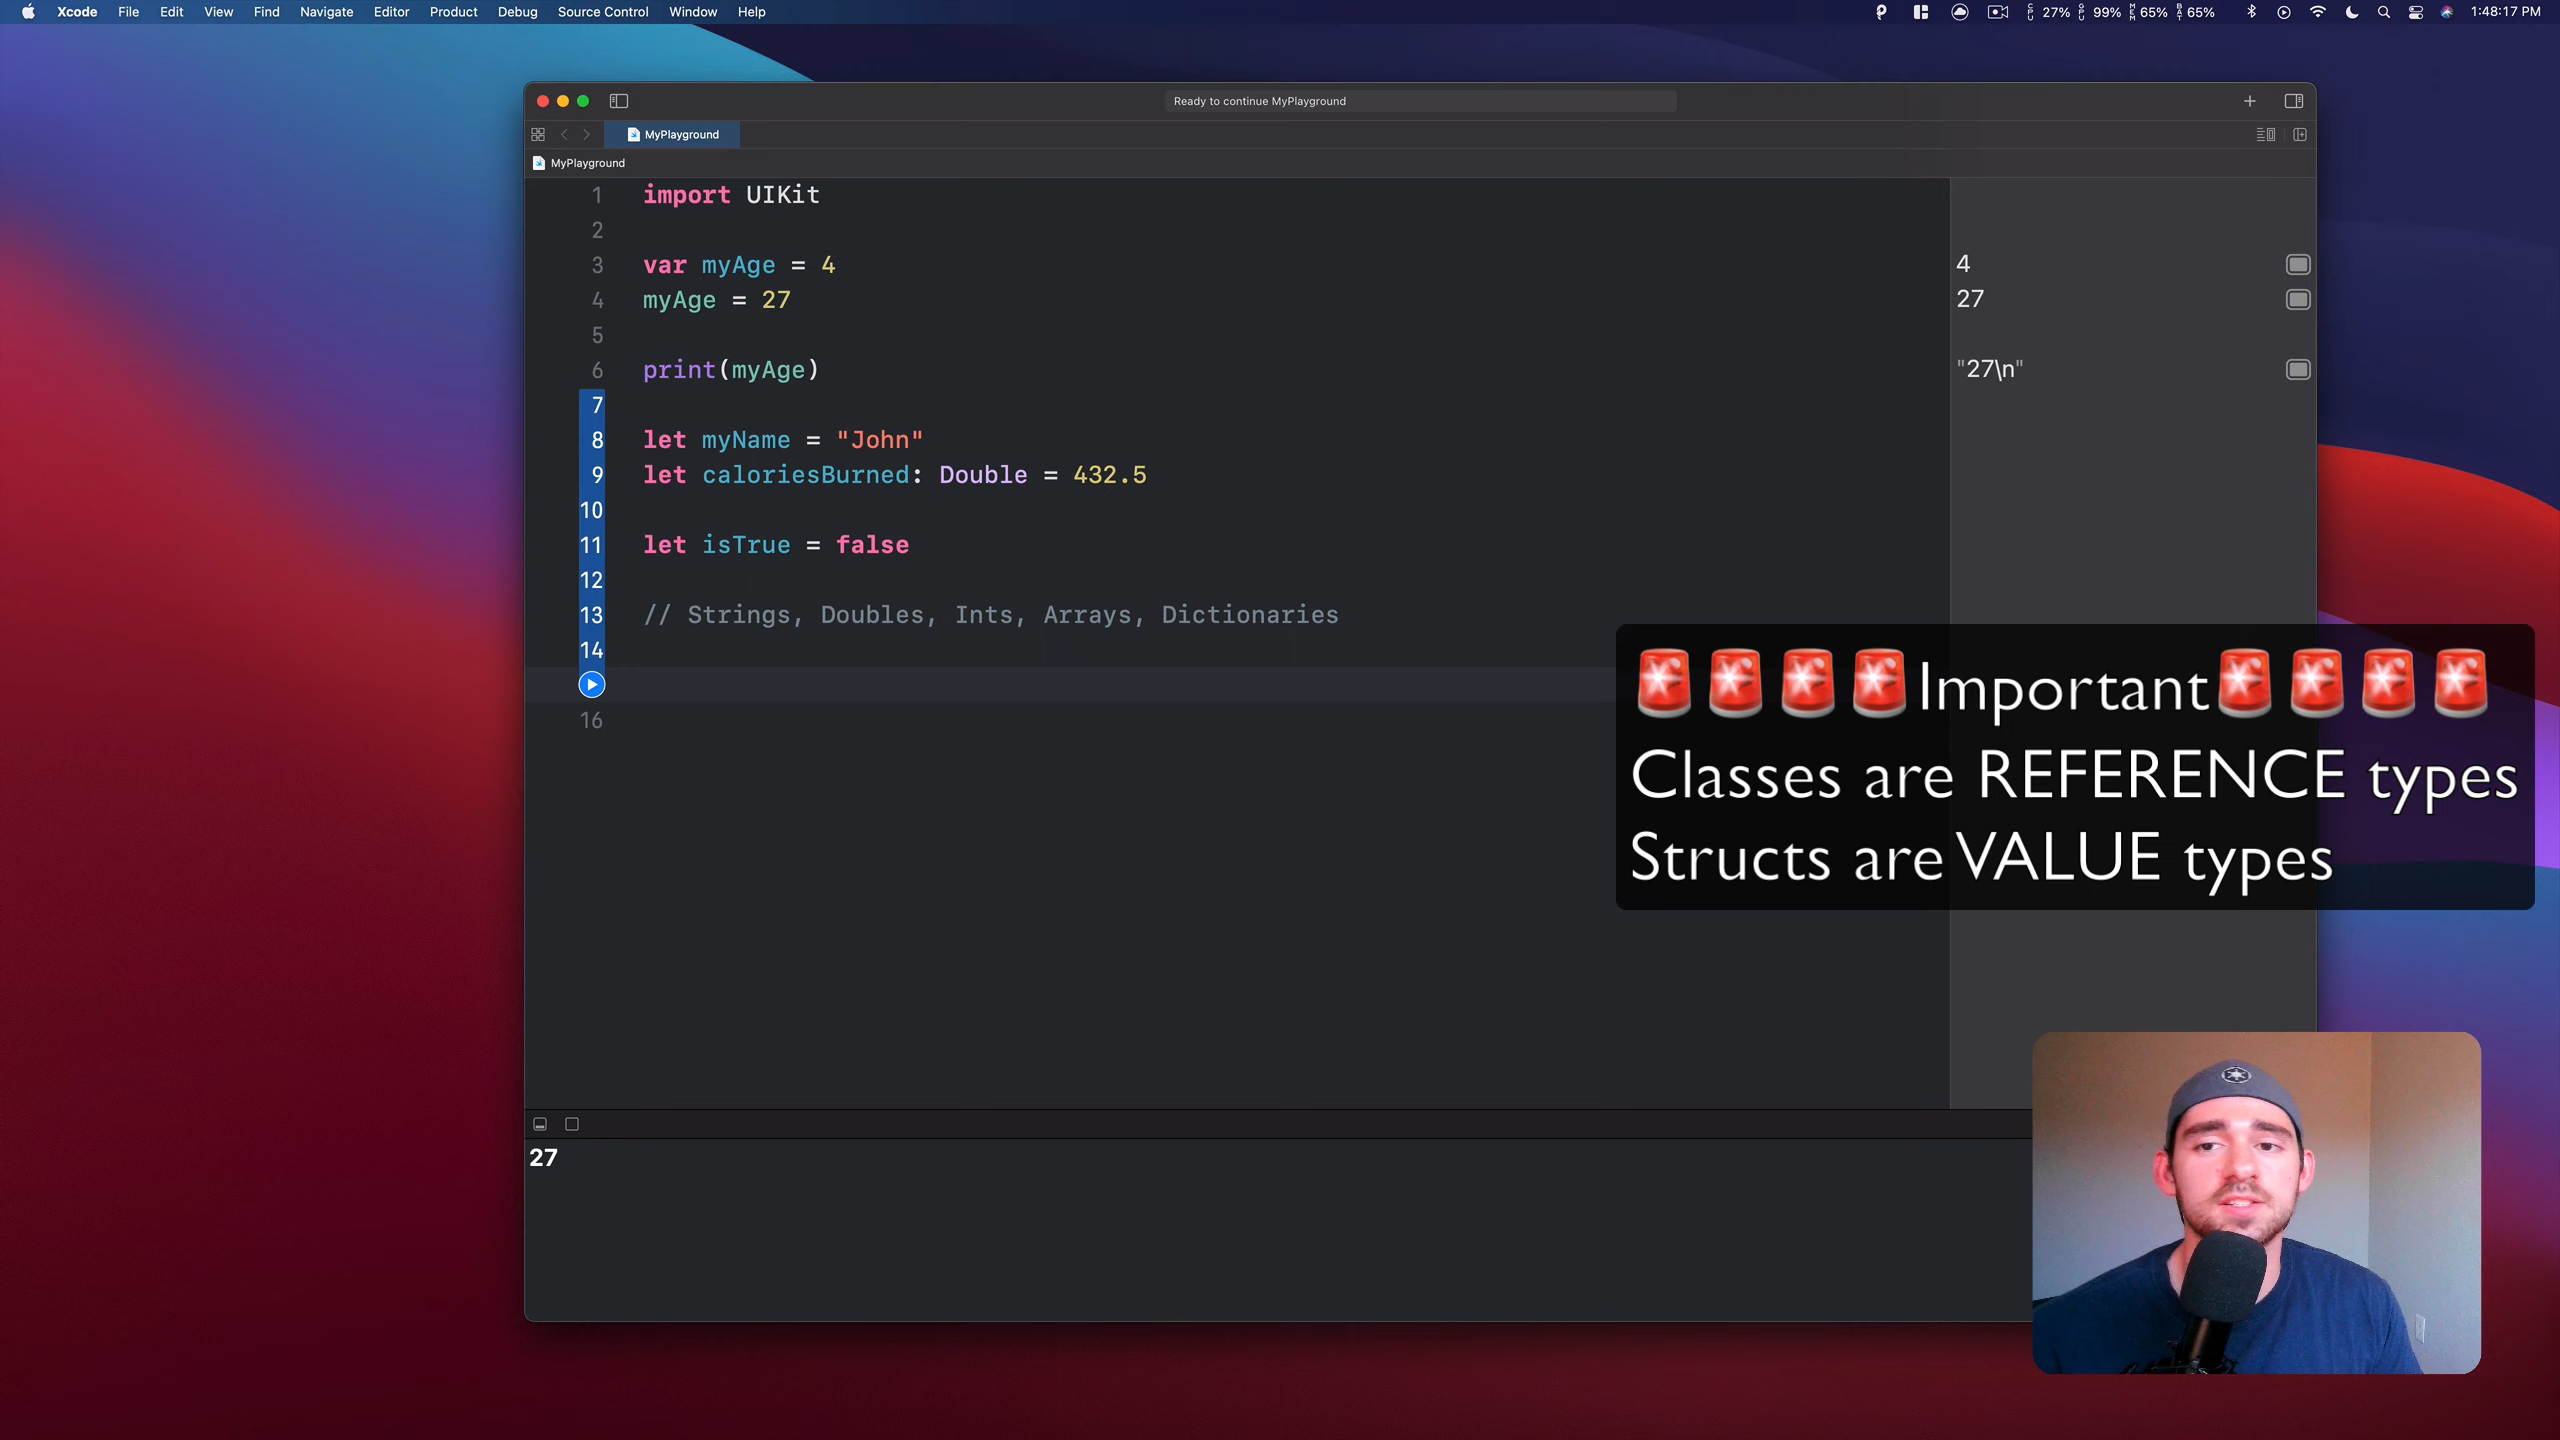 Xcode File Edit View Find Navigate Editor Product Debug Source Control Window Help
CPU 27% GPU 99% MEM 65% BAT 65% 1:48:17 PM
Ready to continue MyPlayground
MyPlayground
MyPlayground
1 import UIKit
2
3 var myAge = 4
4
4 myAge = 27
27
5
6 print(myAge)
"27\n"
7
8 let myName = "John"
9 let caloriesBurned: Double = 432.5
10
11 let isTrue = false
12
13 // Strings, Doubles, Ints, Arrays, Dictionaries
14
16
🚨🚨🚨🚨Important🚨🚨🚨🚨
Classes are REFERENCE types
Structs are VALUE types
27